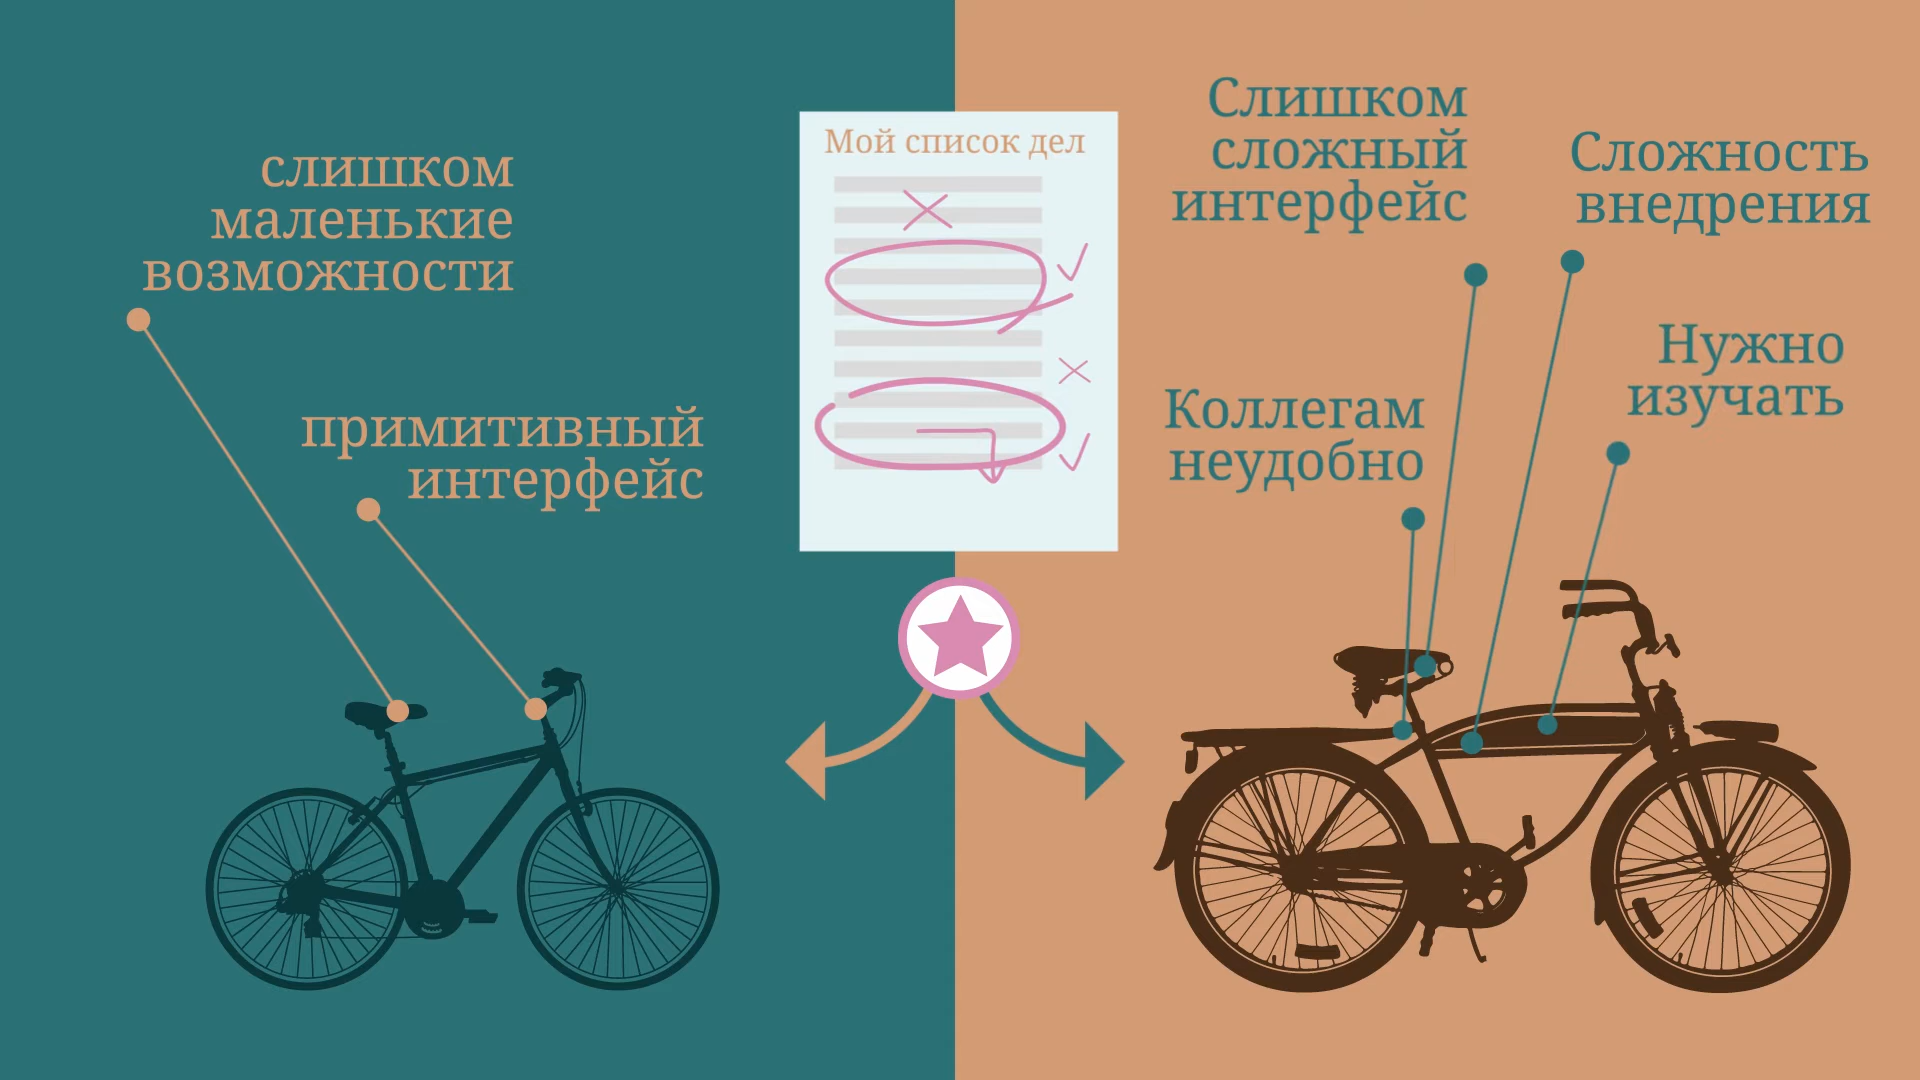 слишком
маленькие
возможности
примитивный
интерфейс
Мой список дел
Слишком
сложный
интерфейс
Сложность
внедрения
Коллегам
неудобно
Нужно
изучать